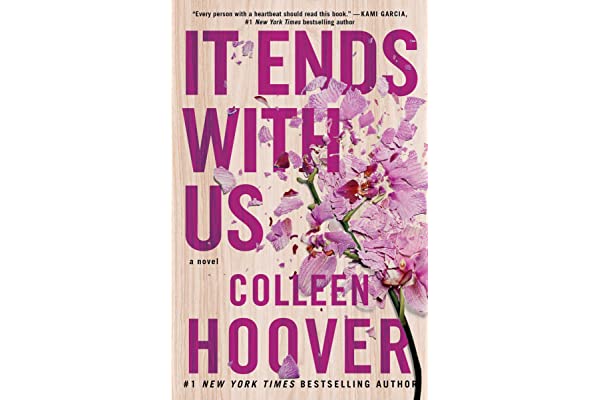 "Every person with a heartbeat should read this book." —KAMI GARCIA,
#1 New York Times bestselling author
IT ENDS
WITH
US
a novel
COLLEEN
HOOVER
#1 NEW YORK TIMES BESTSELLING AUTHOR